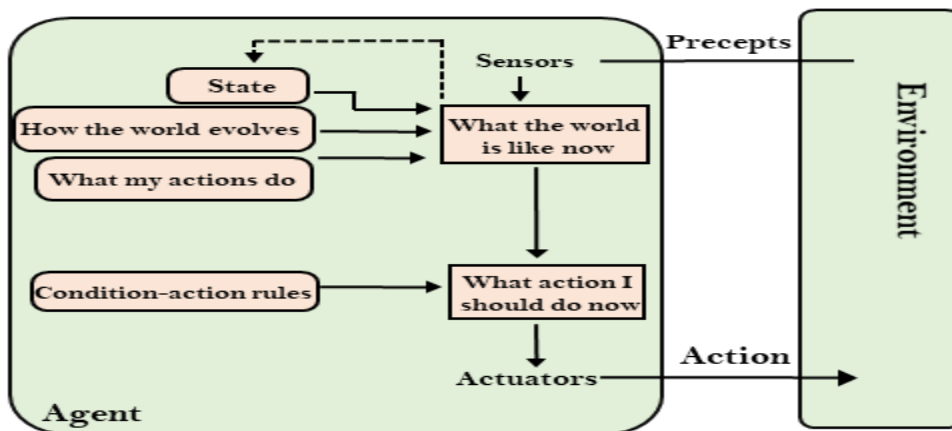 Precepts
Sensors
State
How the world evolves
What the world
is like now
What my actions do
Environment
Condition-action rules
What action I
should do now
Action
Actuators
Agent